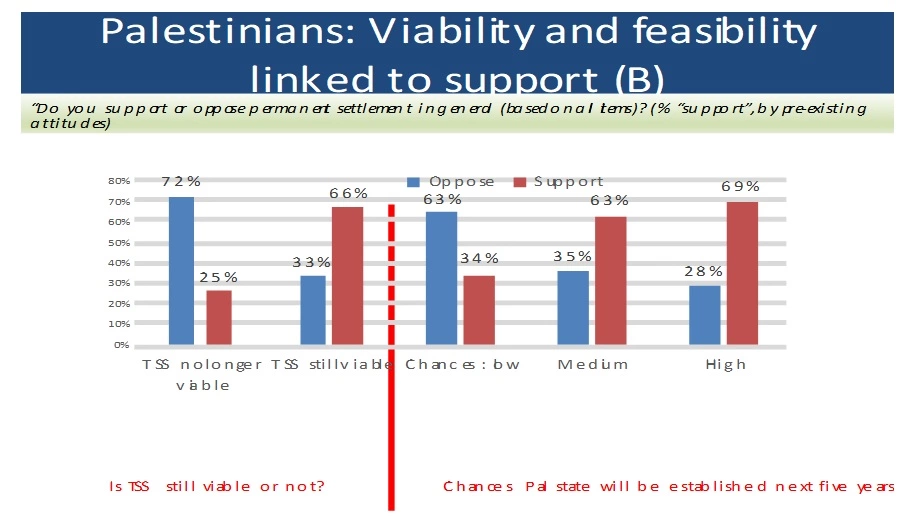 Palestinians: Viability and feasibility
linked to support (B)
"Do you support or oppose permanent settlement in general (based on all items)? (% "support", by pre-existing
attitudes)
Oppose Support
80%
70%
60%
50%
40%
30%
20%
10%
0%
72%
25%
33%
66%
63%
34%
35%
63%
28%
69%
TSS no longer
viable
TSS still viable
Chances: low
Medium
High
Is TSS still viable or not?
Chances Pal state will be established next five years